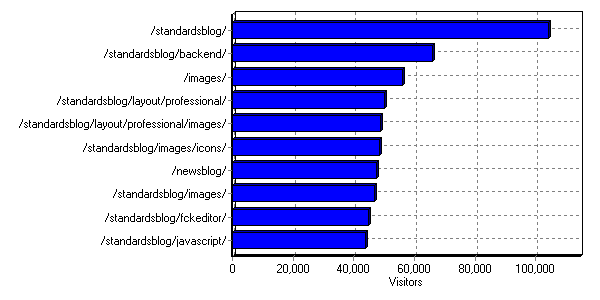 /standardsblog/
/standardsblog/backend/
/images/
/standardsblog/layout/professional/
/standardsblog/layout/professional/images/
/standardsblog/images/icons/
/newsblog/
/standardsblog/images/
/standardsblog/fckeditor/
/standardsblog/javascript/
0 20,000 40,000 60,000 80,000 100,000
Visitors